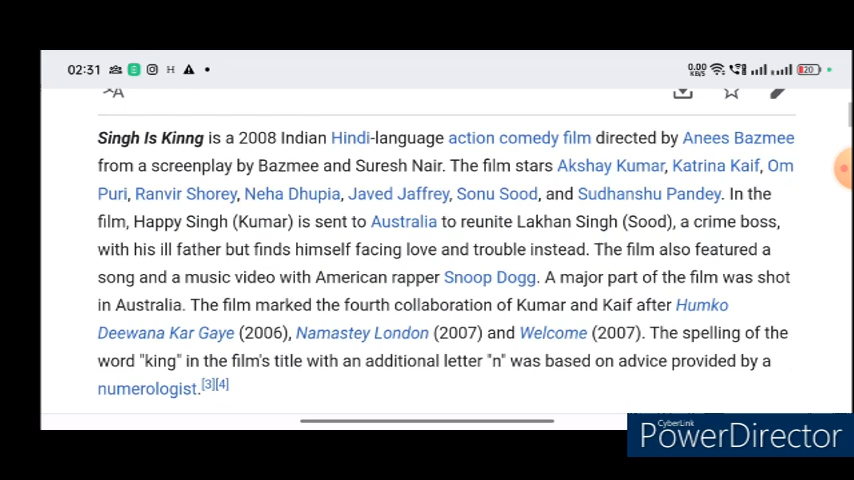 02:31 H 0.00 KB/S 20
Singh Is Kinng is a 2008 Indian Hindi-language action comedy film directed by Anees Bazmee
from a screenplay by Bazmee and Suresh Nair. The film stars Akshay Kumar, Katrina Kaif, Om
Puri, Ranvir Shorey, Neha Dhupia, Javed Jaffrey, Sonu Sood, and Sudhanshu Pandey. In the
film, Happy Singh (Kumar) is sent to Australia to reunite Lakhan Singh (Sood), a crime boss,
with his ill father but finds himself facing love and trouble instead. The film also featured a
song and a music video with American rapper Snoop Dogg. A major part of the film was shot
in Australia. The film marked the fourth collaboration of Kumar and Kaif after Humko
Deewana Kar Gaye (2006), Namastey London (2007) and Welcome (2007). The spelling of the
word "king" in the film's title with an additional letter "n" was based on advice provided by a
numerologist.[3][4]
CyberLink
PowerDirector